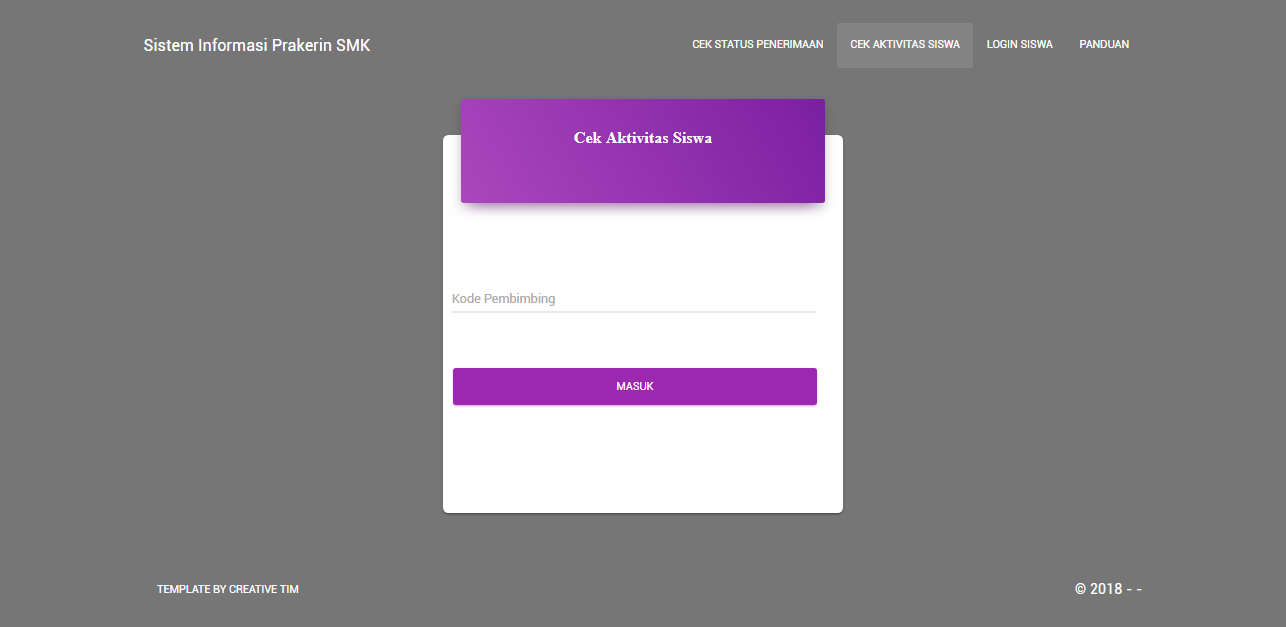 Sistem Informasi Prakerin SMK
CEK STATUS PENERIMAAN
CEK AKTIVITAS SISWA
LOGIN SISWA
PANDUAN
Cek Aktivitas Siswa
Kode Pembimbing
MASUK
TEMPLATE BY CREATIVE TIM
© 2018 - -